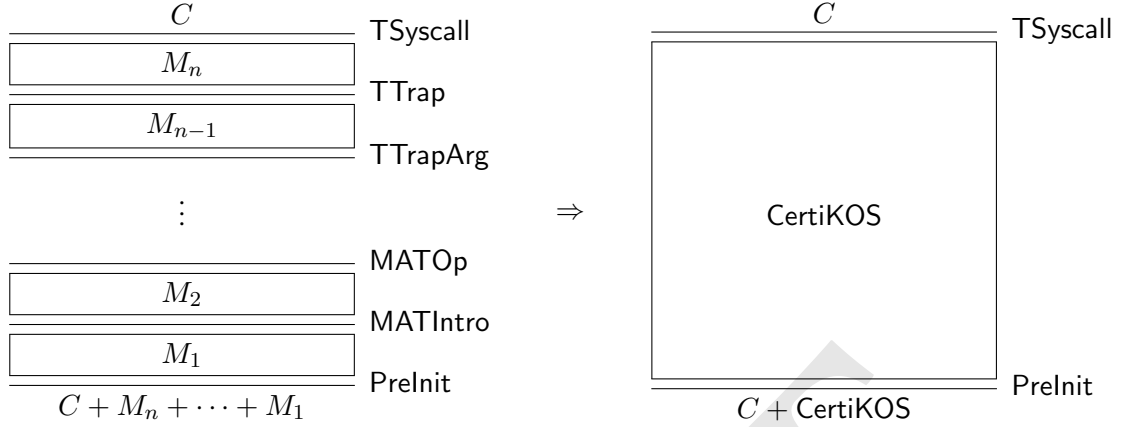 C
TSyscall
M_n
TTrap
M_{n−1}
TTrapArg
⋮
MATOp
M_2
MATIntro
M_1
PreInit
C + M_n + ⋯ + M_1
⇒
C
TSyscall
CertiKOS
PreInit
C + CertiKOS